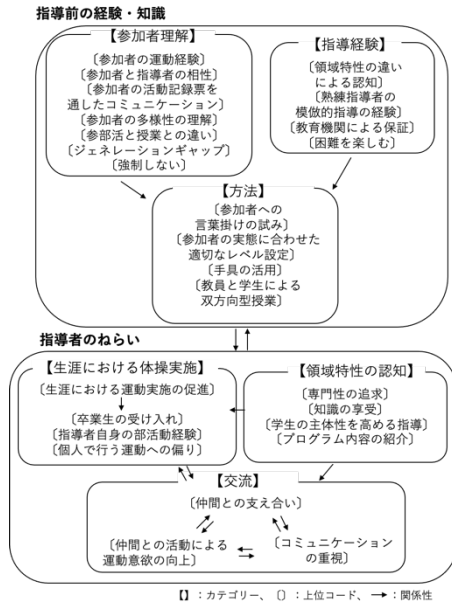 指導前の経験・知識
【参加者理解】
〔参加者の運動経験〕
〔参加者と指導者の相性〕
〔参加者の活動記録票を
通したコミュニケーション〕
〔参加者の多様性の理解〕
〔参部活と授業との違い〕
〔ジェネレーションギャップ〕
〔強制しない〕
【指導経験】
〔領域特性の違い
による認知〕
〔熟練指導者の
模倣的指導の経験〕
〔教育機関による保証〕
〔困難を楽しむ〕
【方法】
〔参加者への
言葉掛けの試み〕
〔参加者の実態に合わせた
適切なレベル設定〕
〔手具の活用〕
〔教員と学生による
双方向型授業〕
指導者のねらい
【生涯における体操実施】
〔生涯における運動実施の促進〕
〔卒業生の受け入れ〕
〔指導者自身の部活動経験〕
〔個人で行う運動への偏り〕
【領域特性の認知】
〔専門性の追求〕
〔知識の享受〕
〔学生の主体性を高める指導〕
〔プログラム内容の紹介〕
【交流】
〔仲間との支え合い〕
〔仲間との活動による
運動意欲の向上〕
〔コミュニケーション
の重視〕
【】：カテゴリー、〔〕：上位コード、→：関係性